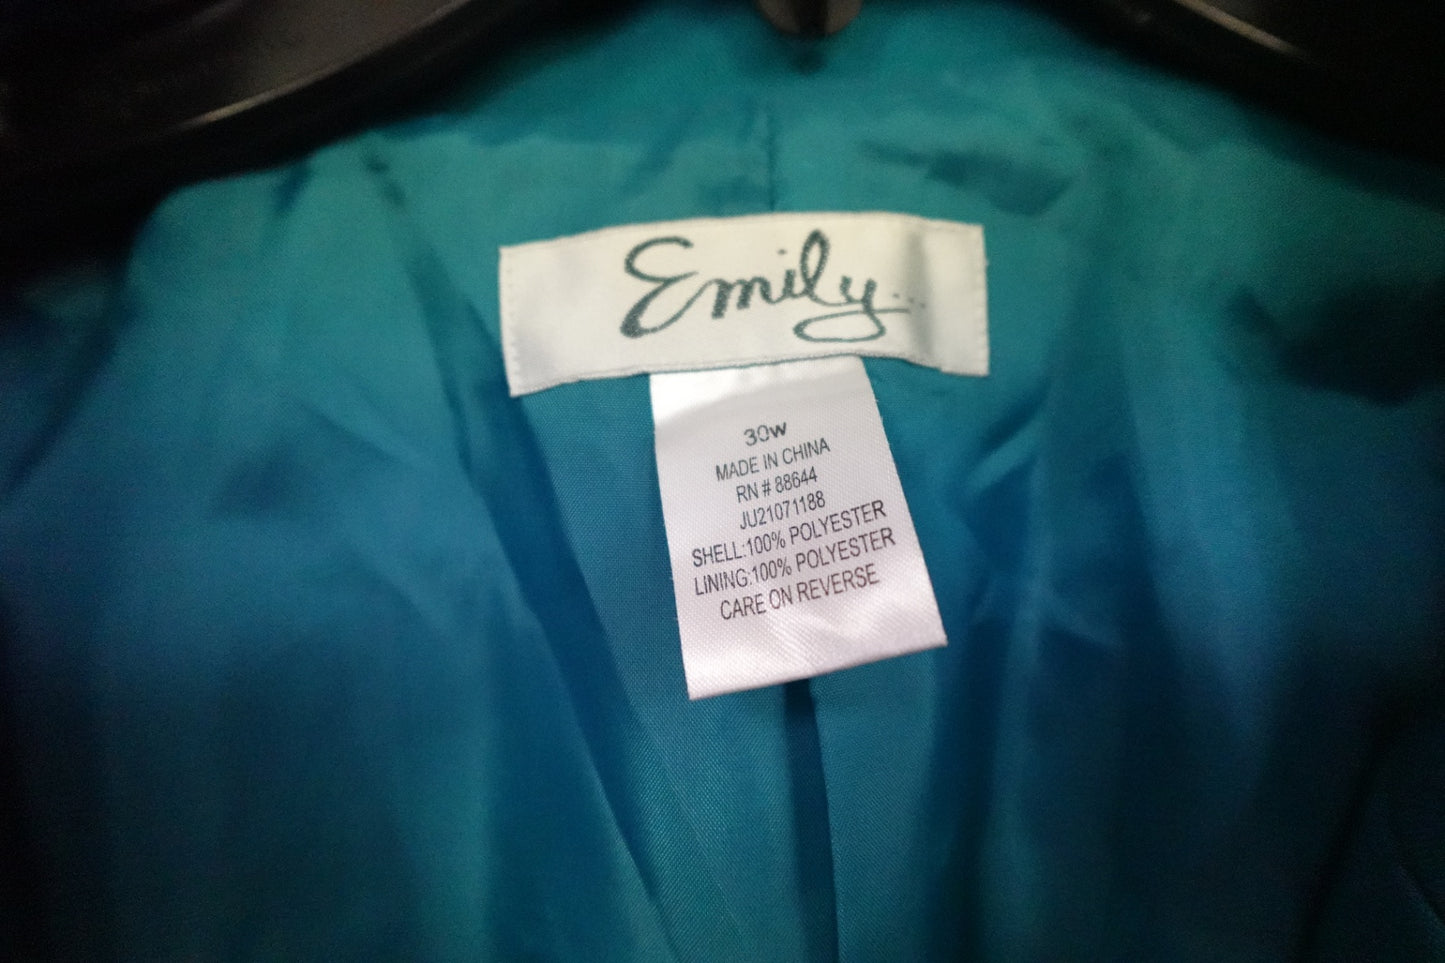 Emily...
30W
MADE IN CHINA
RN # 88644
JU21071188
SHELL:100% POLYESTER
LINING:100% POLYESTER
CARE ON REVERSE